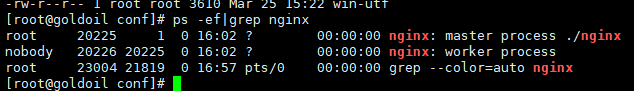 -rw-r--r-- 1 root root 3610 Mar 25 15:22 win-utf
[root@goldoil conf]# ps -ef|grep nginx
root     20225     1  0 16:02 ?        00:00:00 nginx: master process ./nginx
nobody   20226 20225  0 16:02 ?        00:00:00 nginx: worker process
root     23004 21819  0 16:57 pts/0    00:00:00 grep --color=auto nginx
[root@goldoil conf]#